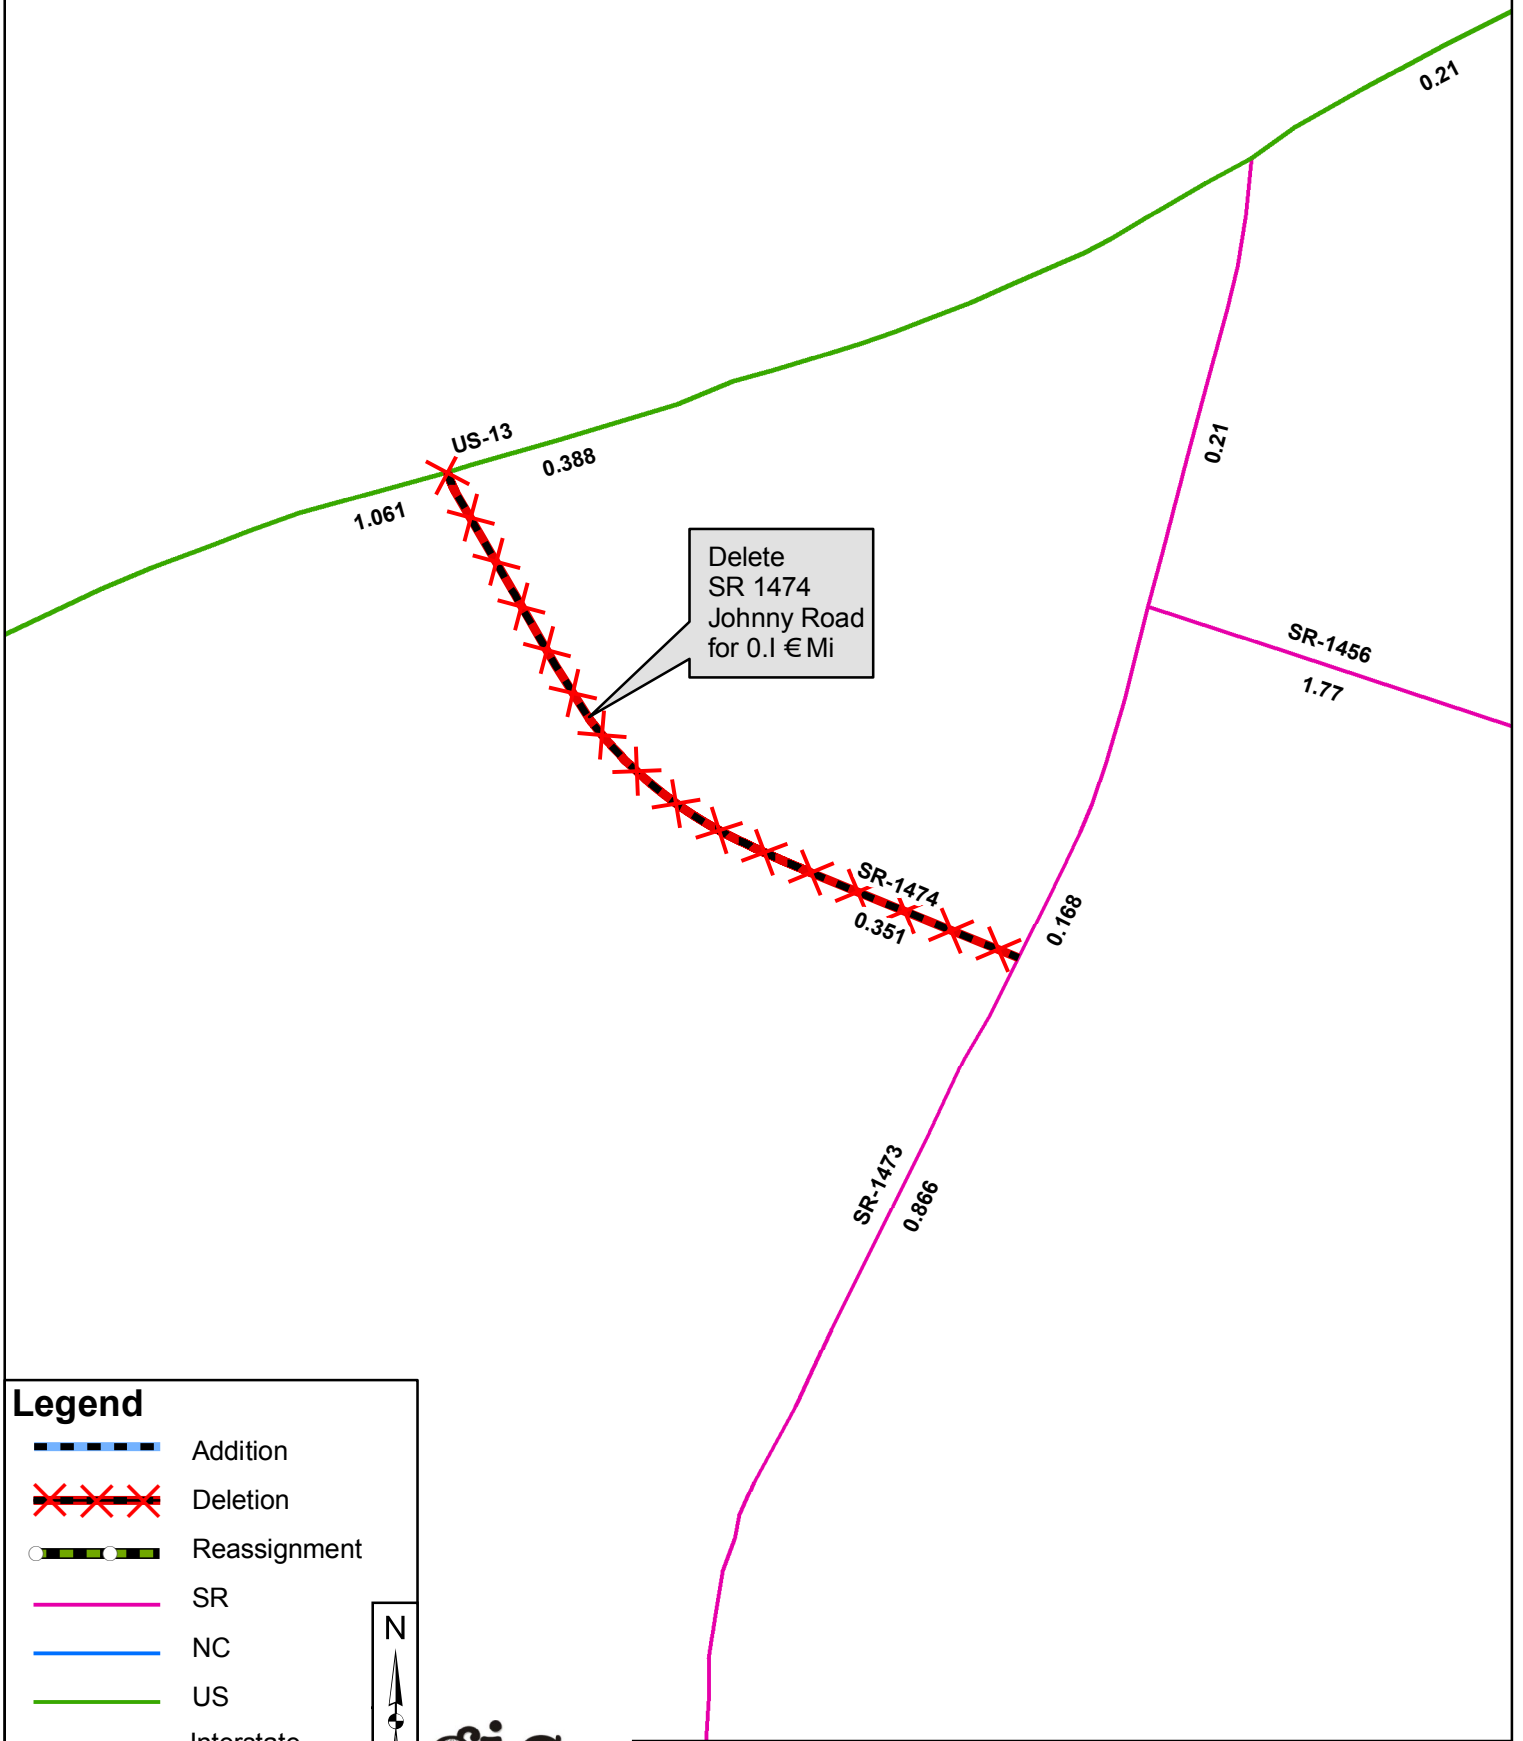 0.21
US-13
0.388
1.061
0.21
Delete
SR 1474
Johnny Road
for 0.I € Mi
SR-1456
1.77
SR-1474
0.351
0.168
SR-1473
0.866
Legend
Addition
Deletion
Reassignment
SR
N
NC
US
Interstate